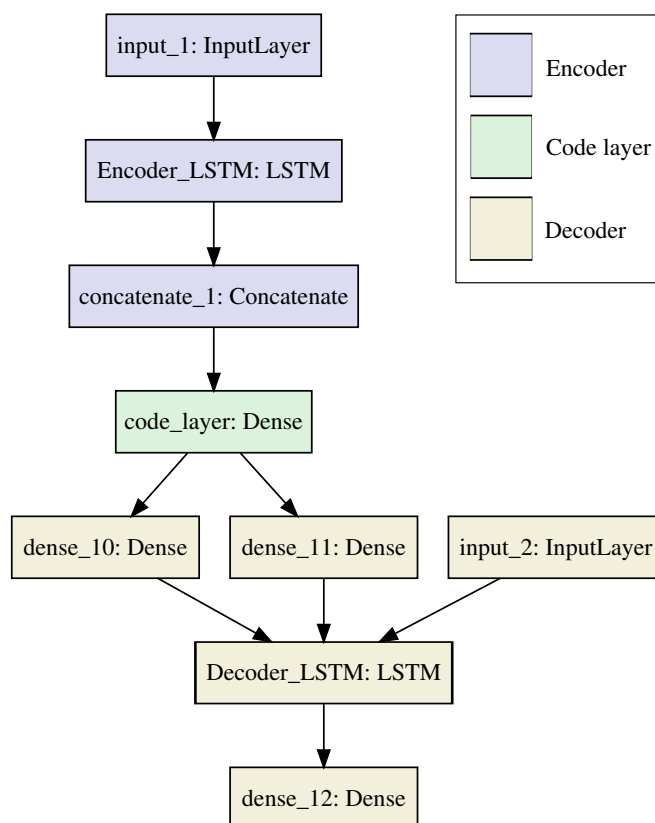 input_1: InputLayer
Encoder_LSTM: LSTM
concatenate_1: Concatenate
code_layer: Dense
dense_10: Dense
dense_11: Dense
input_2: InputLayer
Decoder_LSTM: LSTM
dense_12: Dense
Encoder
Code layer
Decoder